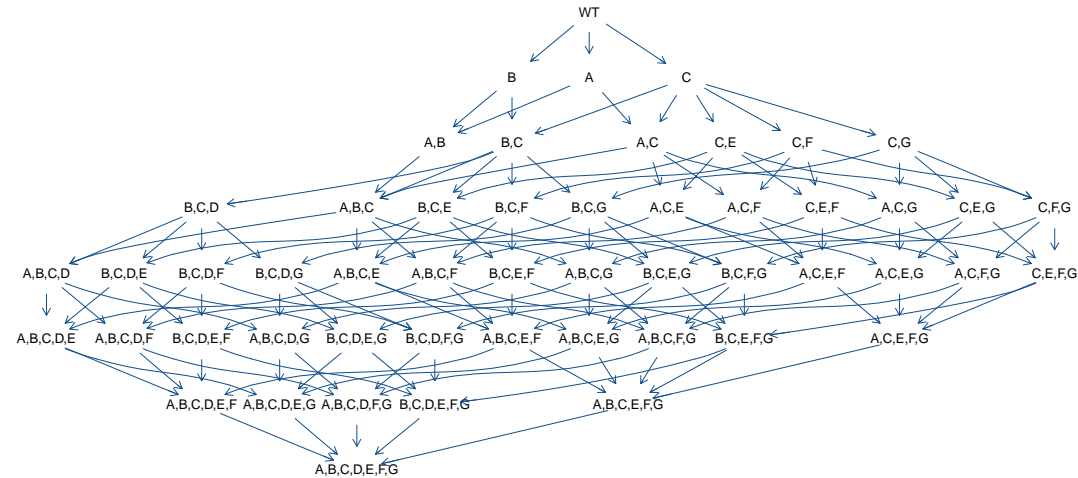 WT
B A C
A,B B,C A,C C,E C,F C,G
B,C,D A,B,C B,C,E B,C,F B,C,G A,C,E A,C,F C,E,F A,C,G C,E,G C,F,G
A,B,C,D B,C,D,E B,C,D,F B,C,D,G A,B,C,E A,B,C,F B,C,E,F A,B,C,G B,C,E,G B,C,F,G A,C,E,F A,C,E,G A,C,F,G C,E,F,G
A,B,C,D,E A,B,C,D,F B,C,D,E,F A,B,C,D,G B,C,D,E,G B,C,D,F,G A,B,C,E,F A,B,C,E,G A,B,C,F,G B,C,E,F,G A,C,E,F,G
A,B,C,D,E,F A,B,C,D,E,G A,B,C,D,F,G B,C,D,E,F,G A,B,C,E,F,G
A,B,C,D,E,F,G